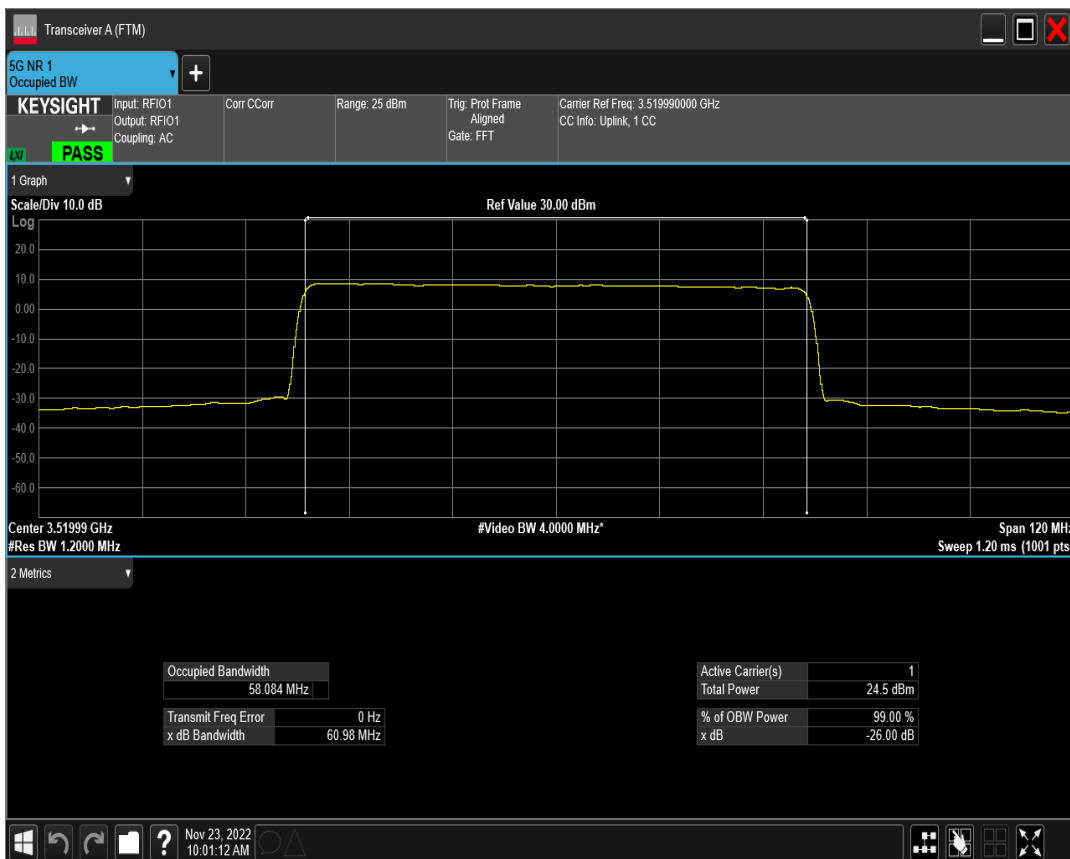 Transceiver A (FTM)
5G NR 1
Occupied BW
+
KEYSIGHT
LXI
PASS
Input: RFIO1
Output: RFIO1
Coupling: AC
Corr CCorr
Range: 25 dBm
Trig: Prot Frame
Aligned
Gate: FFT
Carrier Ref Freq: 3.519990000 GHz
CC Info: Uplink, 1 CC
1 Graph
Scale/Div 10.0 dB
Ref Value 30.00 dBm
Log
20.0
10.0
0.00
-10.0
-20.0
-30.0
-40.0
-50.0
-60.0
Center 3.51999 GHz
#Video BW 4.0000 MHz*
Span 120 MHz
#Res BW 1.2000 MHz
Sweep 1.20 ms (1001 pts
2 Metrics
Occupied Bandwidth
58.084 MHz
Transmit Freq Error 0 Hz
x dB Bandwidth 60.98 MHz
Active Carrier(s) 1
Total Power 24.5 dBm
% of OBW Power 99.00 %
x dB -26.00 dB
?
Nov 23, 2022
10:01:12 AM